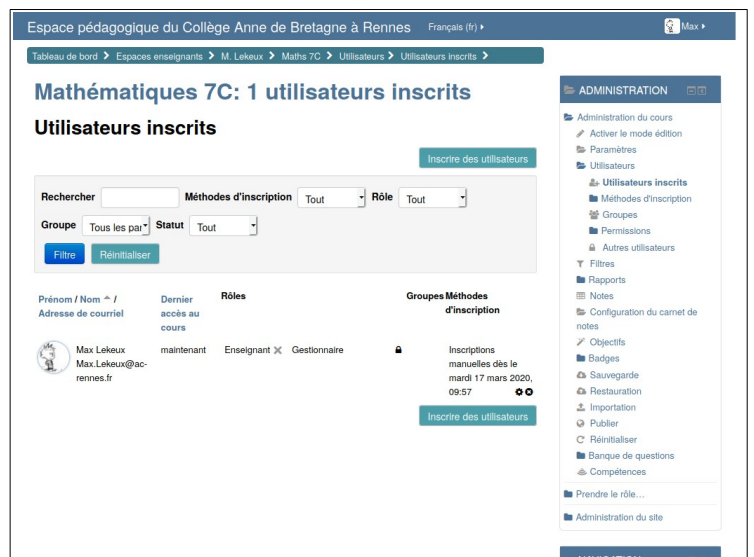 Espace pédagogique du Collège Anne de Bretagne à Rennes Français (fr) Max
Tableau de bord Espaces enseignants M. Lekeux Maths 7C Utilisateurs Utilisateurs inscrits
Mathématiques 7C: 1 utilisateurs inscrits
Utilisateurs inscrits
Inscrire des utilisateurs
Rechercher Méthodes d'inscription Tout Rôle Tout
Groupe Tous les par Statut Tout
Filtre Réinitialiser
Prénom / Nom / Adresse de courriel
Dernier accès au cours
Rôles
Groupes
Méthodes d'inscription
Max Lekeux
Max.Lekeux@ac-
rennes.fr
maintenant
Enseignant Gestionnaire
Inscriptions
manuelles dès le
mardi 17 mars 2020,
09:57
Inscrire des utilisateurs
ADMINISTRATION
Administration du cours
Activer le mode édition
Paramètres
Utilisateurs
Utilisateurs inscrits
Méthodes d'inscription
Groupes
Permissions
Autres utilisateurs
Filtres
Rapports
Notes
Configuration du carnet de
notes
Objectifs
Badges
Sauvegarde
Restauration
Importation
Publier
Réinitialiser
Banque de questions
Compétences
Prendre le rôle…
Administration du site